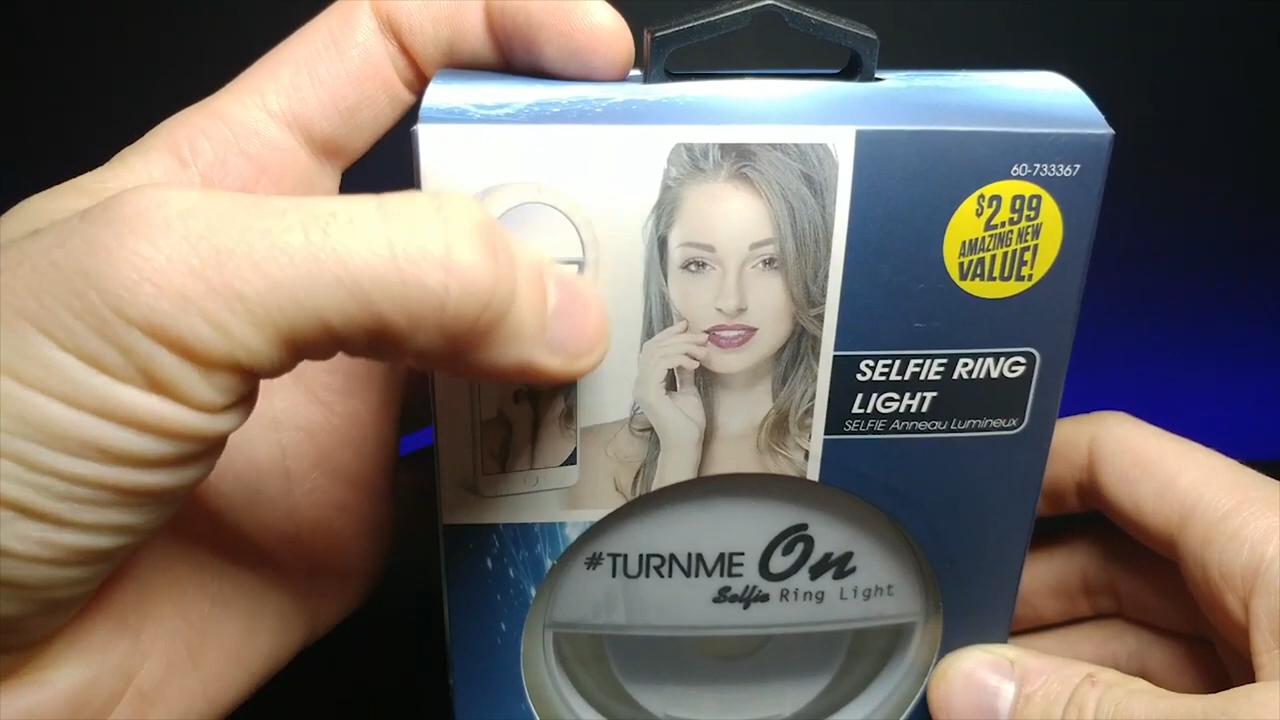 60-733367
$2.99
AMAZING NEW
VALUE!
SELFIE RING
LIGHT
SELFIE Anneau Lumineux
#TURNME On
Selfie Ring Light